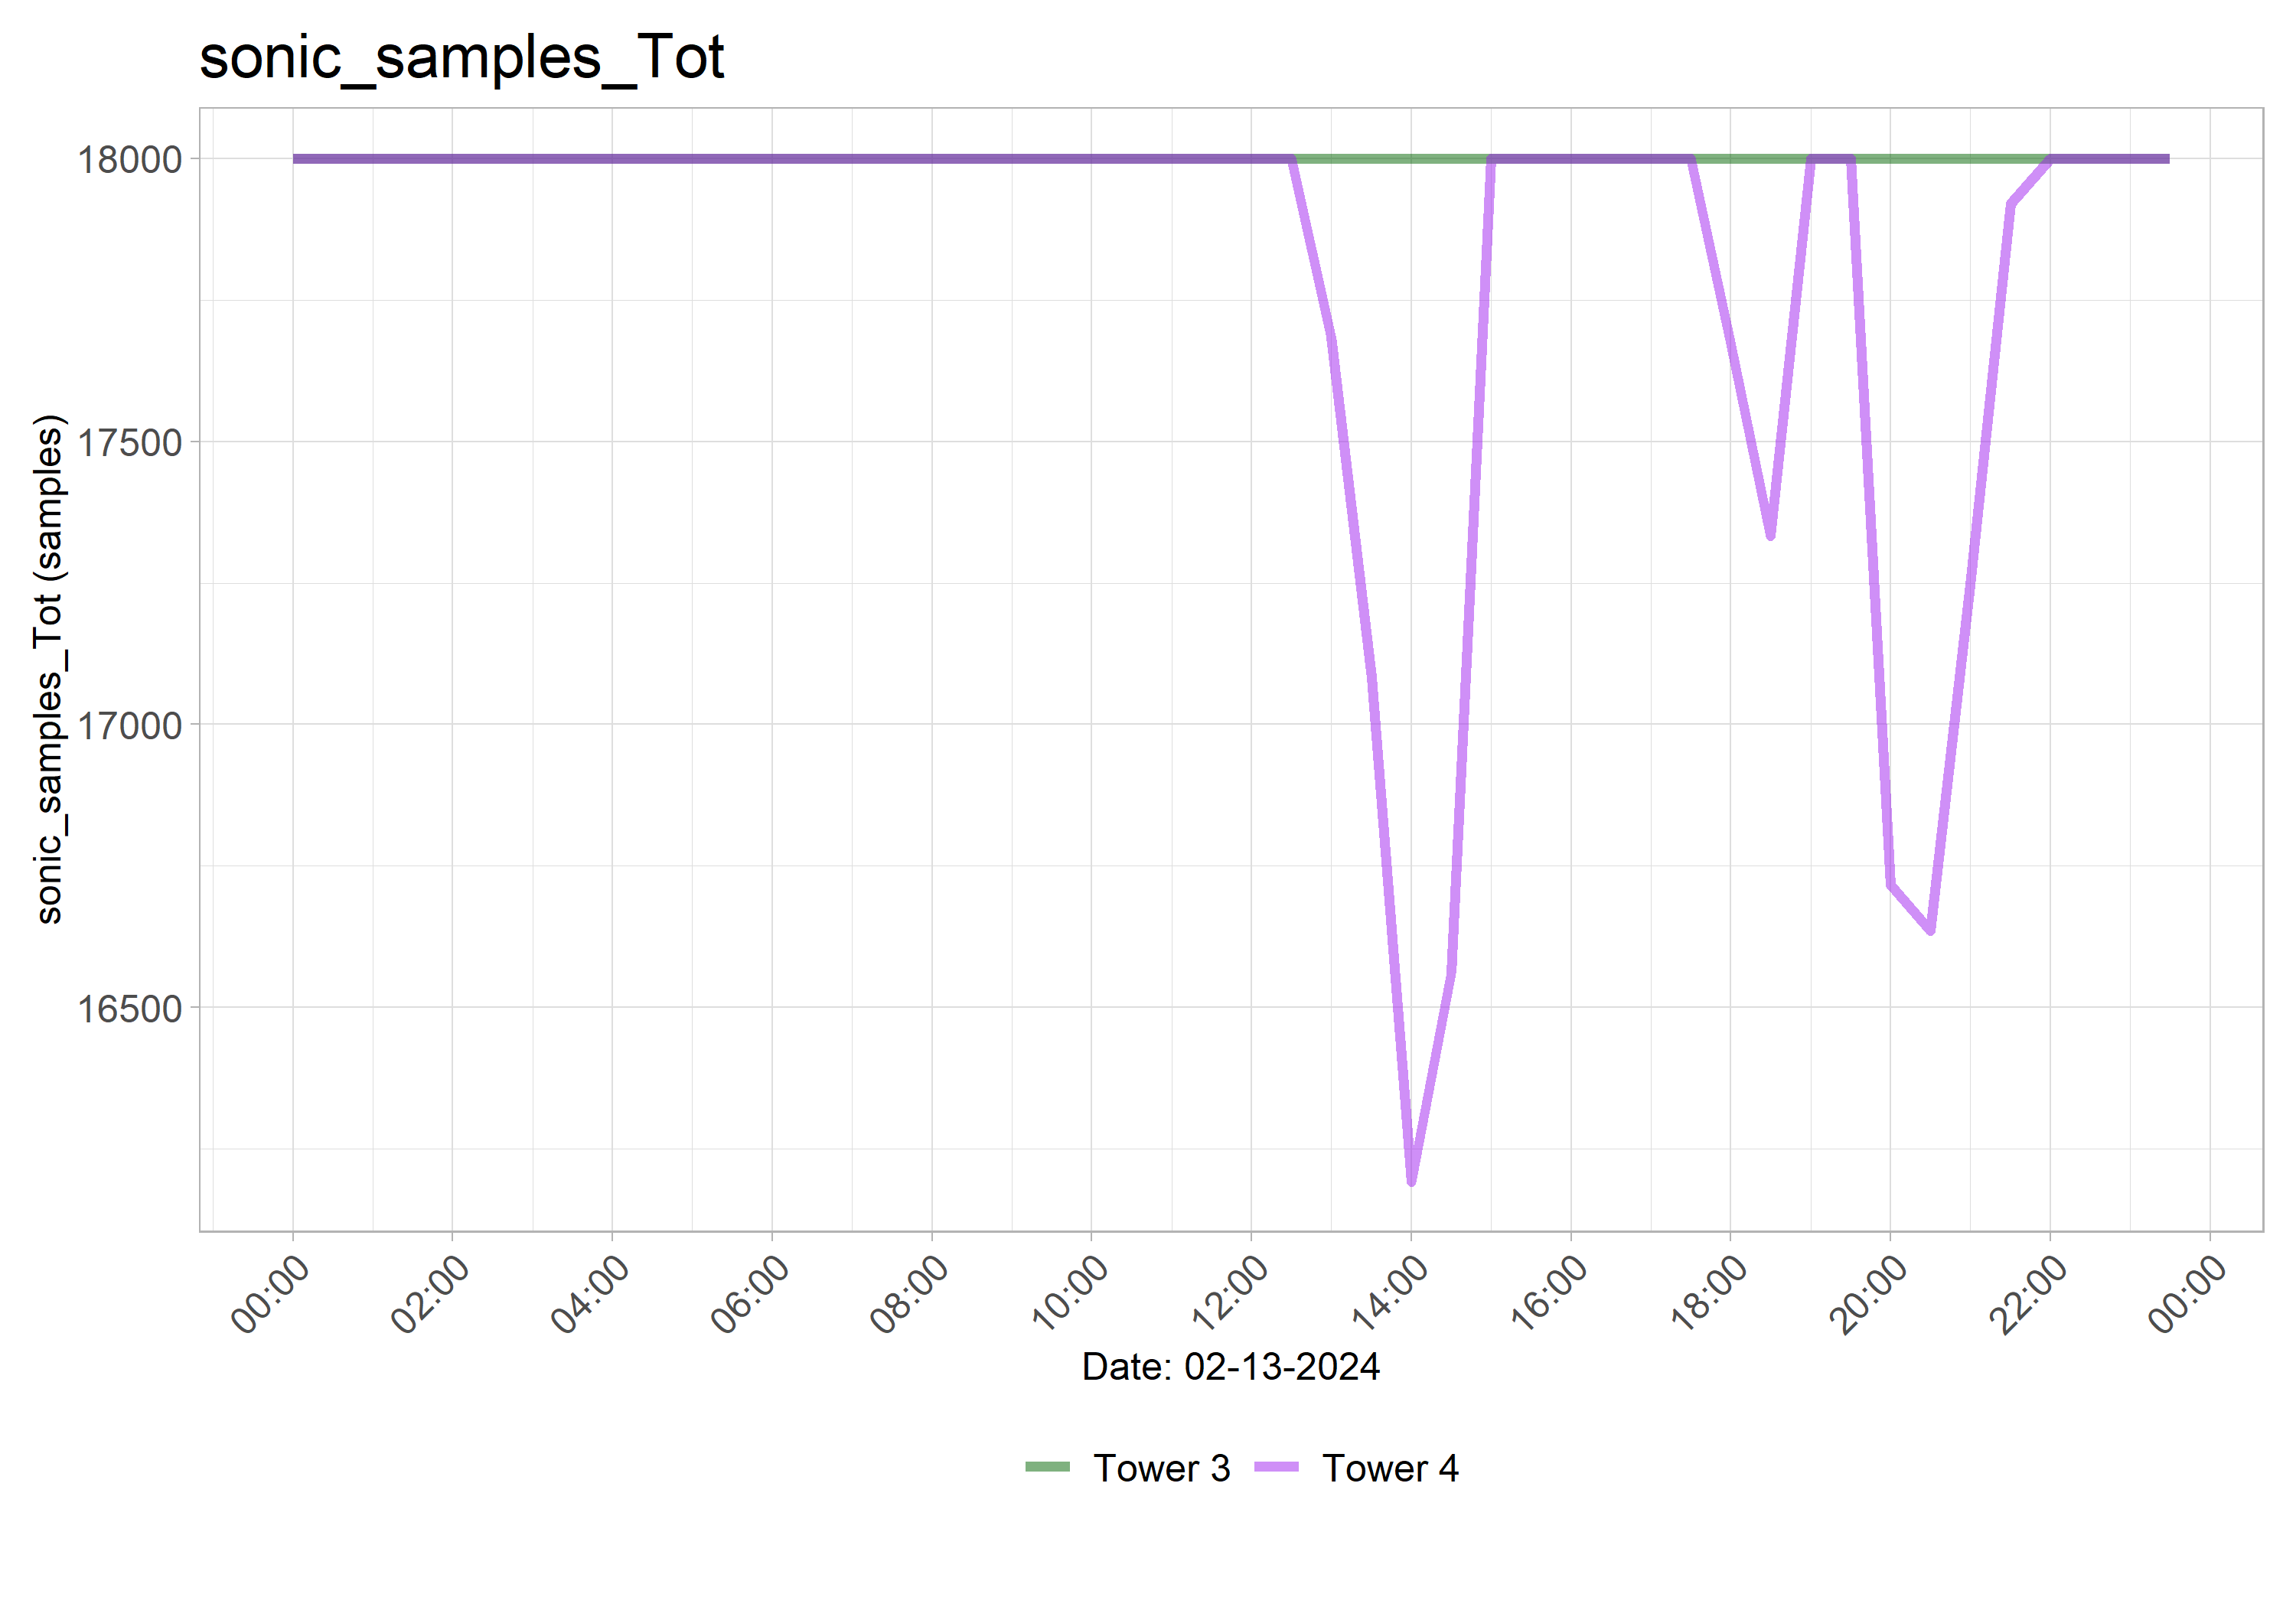 sonic_samples_Tot
sonic_samples_Tot (samples)
18000
17500
17000
16500
00:00 02:00 04:00 06:00 08:00 10:00 12:00 14:00 16:00 18:00 20:00 22:00 00:00
Date: 02-13-2024
Tower 3 Tower 4